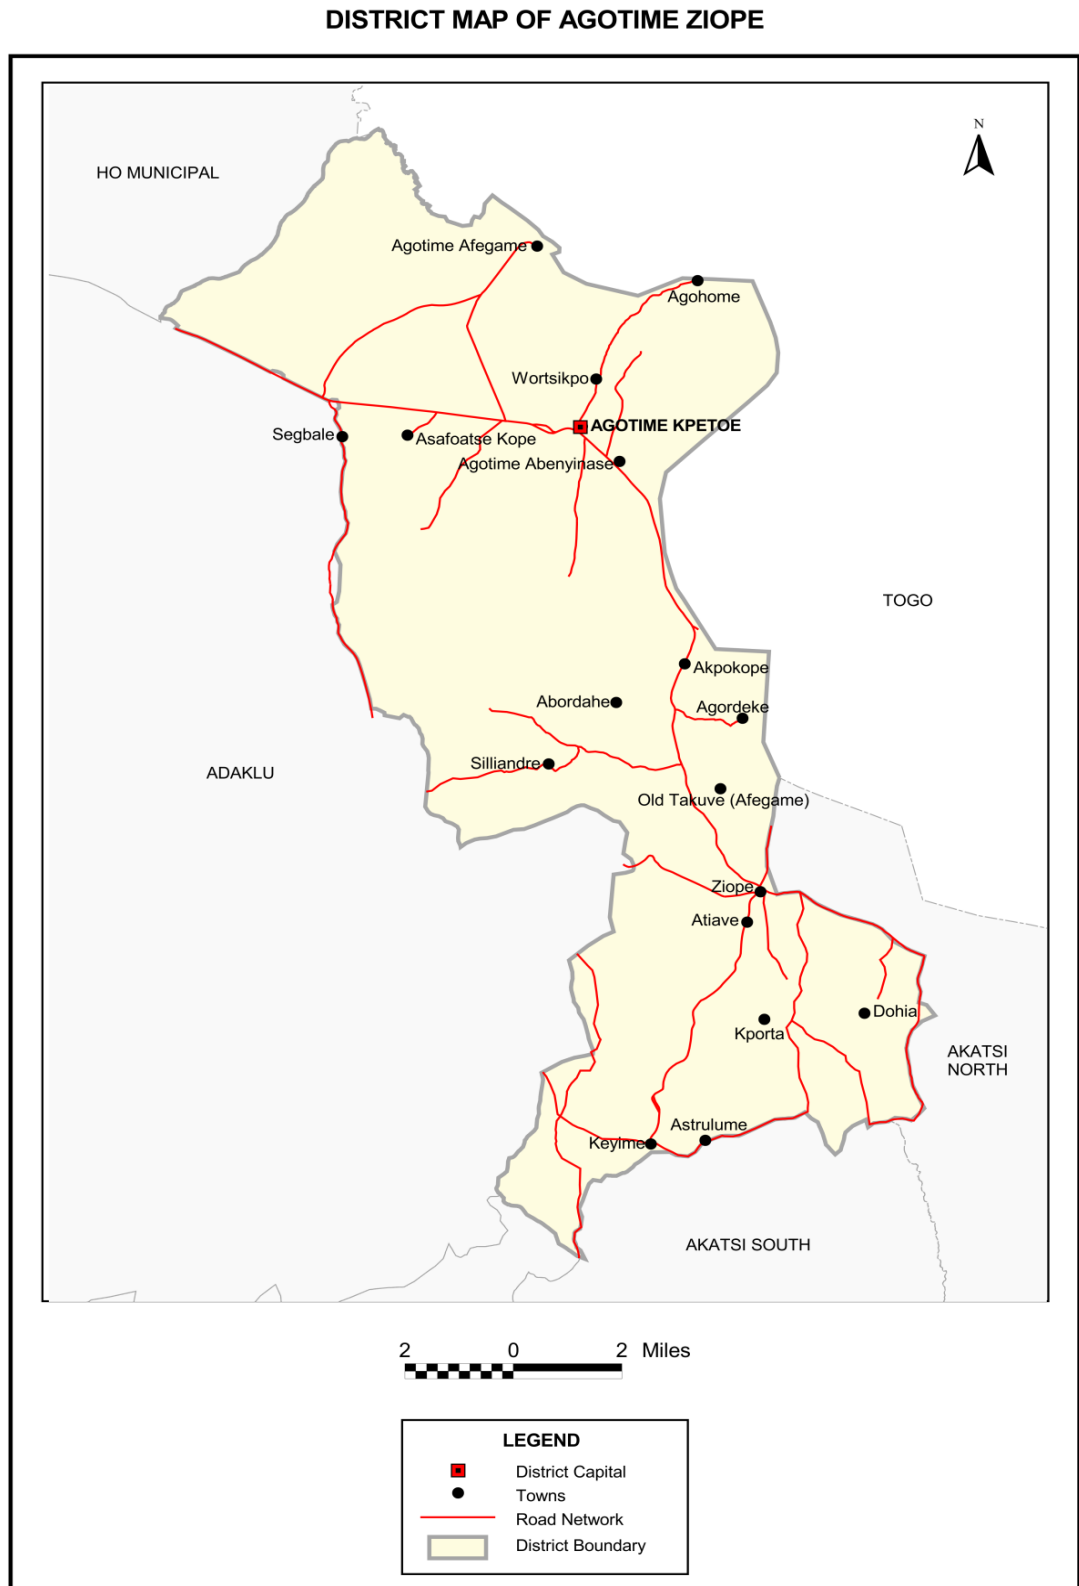 DISTRICT MAP OF AGOTIME ZIOPE
N
HO MUNICIPAL
Agotime Afegame
Agohome
Wortsikpo
AGOTIME KPETOE
Segbale
Asafoatse Kope
Agotime Abenyinase
TOGO
Akpokope
Abordahe
Agordeke
Silliandre
ADAKLU
Old Takuve (Afegame)
Ziope
Atiave
Dohia
Kporta
AKATSI
NORTH
Astrulume
Keyime
AKATSI SOUTH
2 0 2 Miles
LEGEND
District Capital
Towns
Road Network
District Boundary